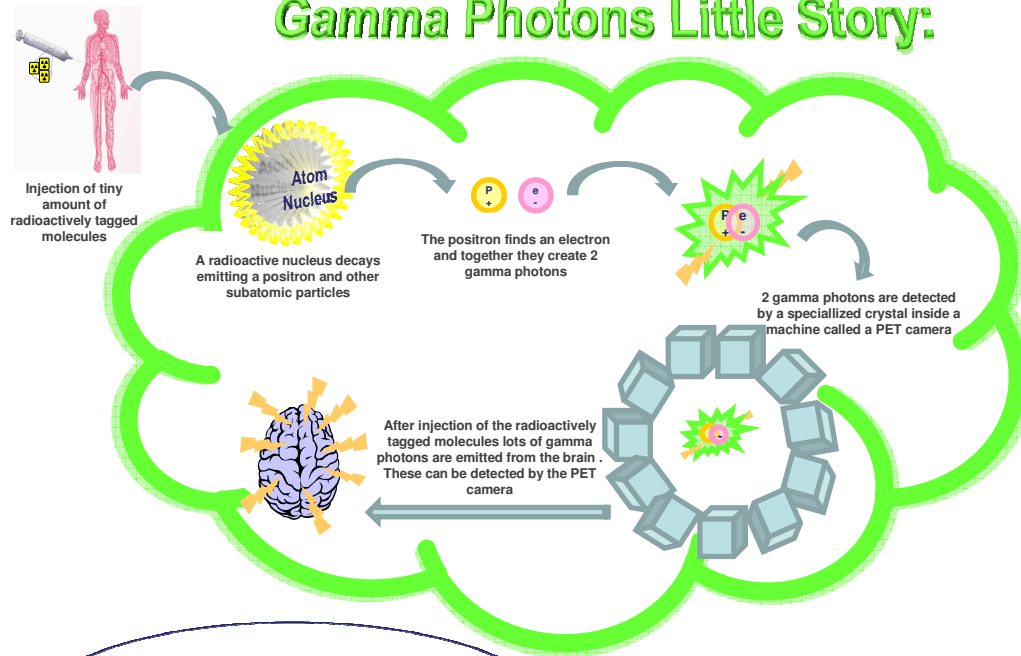 Gamma Photons Little Story:
Injection of tiny
amount of
radioactively tagged
molecules
Atom
Nucleus
Atom
Nucleus
A radioactive nucleus decays
emitting a positron and other
subatomic particles
P
+
e
-
The positron finds an electron
and together they create 2
gamma photons
P
+
e
-
2 gamma photons are detected
by a speciallized crystal inside a
machine called a PET camera
After injection of the radioactively
tagged molecules lots of gamma
photons are emitted from the brain .
These can be detected by the PET
camera